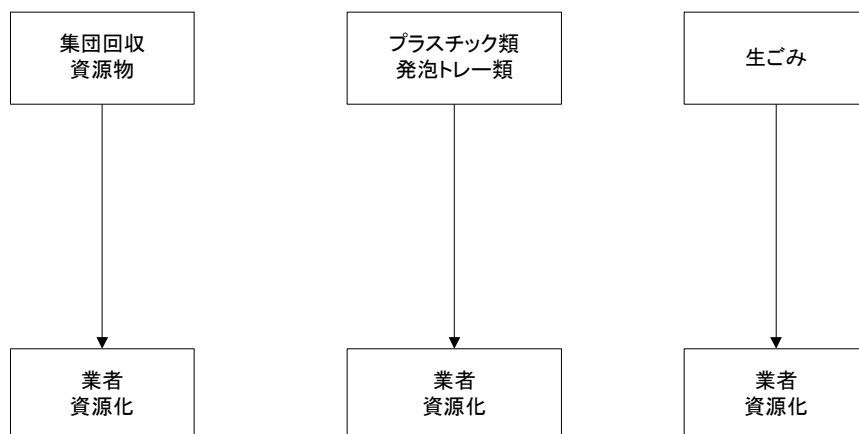 集団回収
資源物
プラスチック類
発泡トレー類
生ごみ
業者
資源化
業者
資源化
業者
資源化